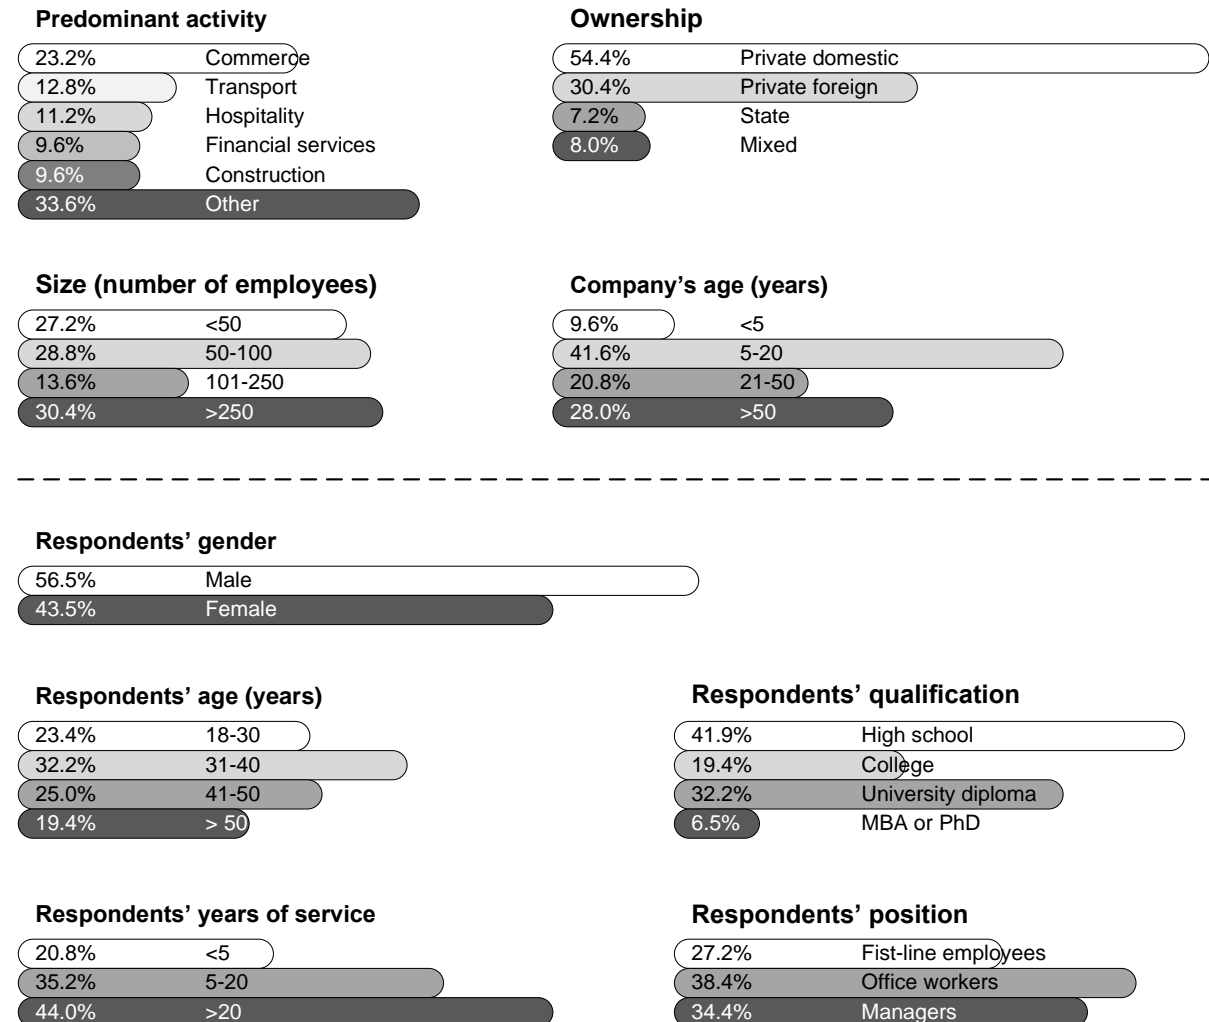 Predominant activity
23.2% Commerce
12.8% Transport
11.2% Hospitality
9.6% Financial services
9.6% Construction
33.6% Other
Ownership
54.4% Private domestic
30.4% Private foreign
7.2% State
8.0% Mixed
Size (number of employees)
27.2% <50
28.8% 50-100
13.6% 101-250
30.4% >250
Company’s age (years)
9.6% <5
41.6% 5-20
20.8% 21-50
28.0% >50
Respondents’ gender
56.5% Male
43.5% Female
Respondents’ age (years)
23.4% 18-30
32.2% 31-40
25.0% 41-50
19.4% > 50
Respondents’ qualification
41.9% High school
19.4% College
32.2% University diploma
6.5% MBA or PhD
Respondents’ years of service
20.8% <5
35.2% 5-20
44.0% >20
Respondents’ position
27.2% Fist-line employees
38.4% Office workers
34.4% Managers